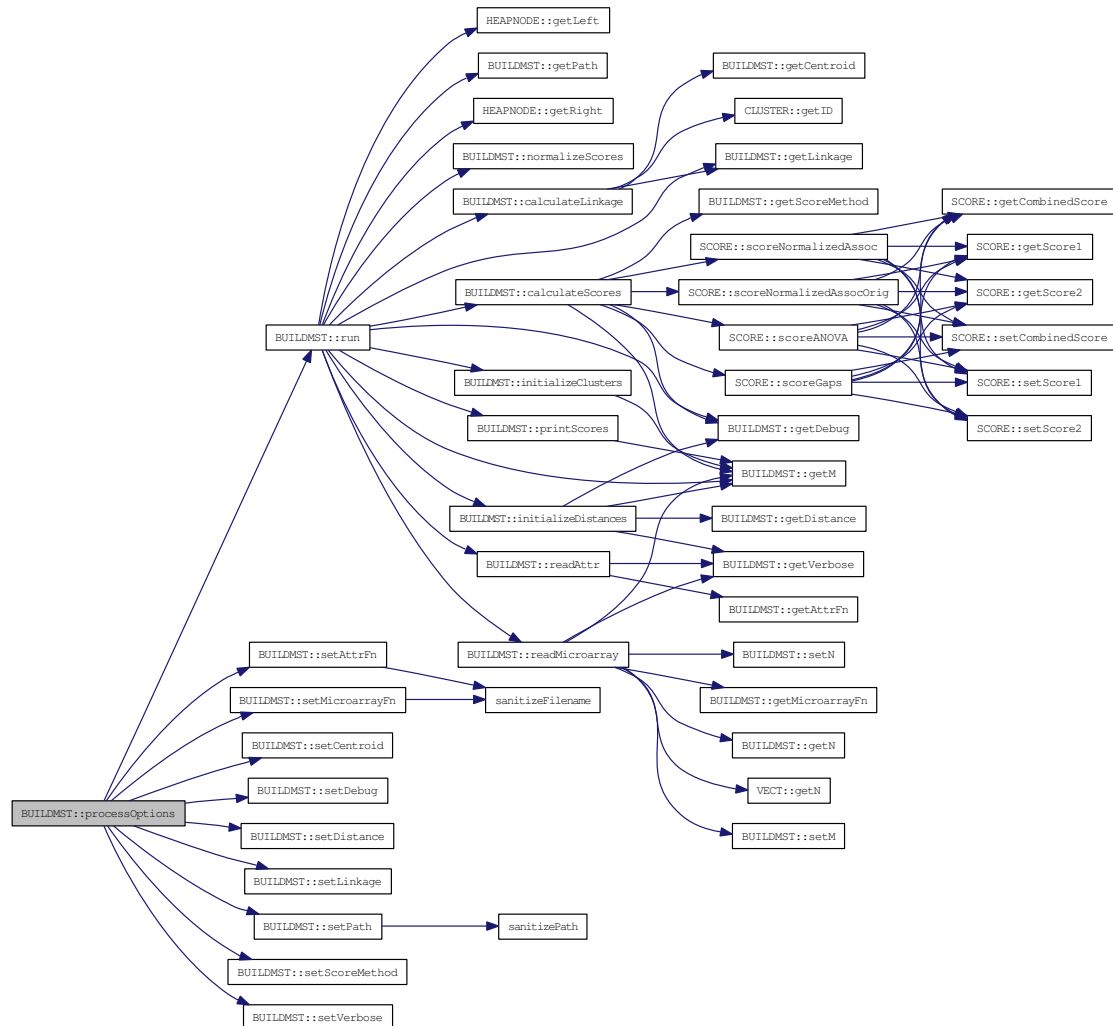 HEAPNODE::getLeft
BUILDMST::getPath
BUILDMST::getCentroid
HEAPNODE::getRight
CLUSTER::getID
BUILDMST::normalizeScores
BUILDMST::getLinkage
BUILDMST::calculateLinkage
BUILDMST::getScoreMethod
SCORE::getCombinedScore
SCORE::scoreNormalizedAssoc
SCORE::getScore1
BUILDMST::calculateScores
SCORE::scoreNormalizedAssocOrig
SCORE::getScore2
BUILDMST::run
SCORE::scoreANOVA
SCORE::setCombinedScore
BUILDMST::initializeClusters
SCORE::scoreGaps
SCORE::setScore1
BUILDMST::printScores
BUILDMST::getDebug
SCORE::setScore2
BUILDMST::getM
BUILDMST::initializeDistances
BUILDMST::getDistance
BUILDMST::readAttr
BUILDMST::getVerbose
BUILDMST::getAttrFn
BUILDMST::setAttrFn
BUILDMST::readMicroarray
BUILDMST::setN
BUILDMST::setMicroarrayFn
sanitizeFilename
BUILDMST::getMicroarrayFn
BUILDMST::setCentroid
BUILDMST::getN
BUILDMST::setDebug
VECT::getN
BUILDMST::processOptions
BUILDMST::setDistance
BUILDMST::setM
BUILDMST::setLinkage
BUILDMST::setPath
sanitizePath
BUILDMST::setScoreMethod
BUILDMST::setVerbose